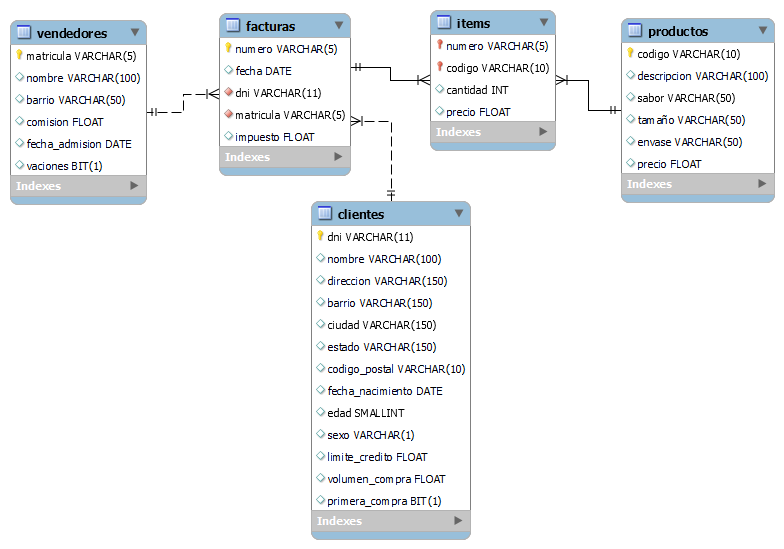 vendedores
matricula VARCHAR(5)
nombre VARCHAR(100)
barrio VARCHAR(50)
comision FLOAT
fecha_admision DATE
vaciones BIT(1)
Indexes
facturas
numero VARCHAR(5)
fecha DATE
dni VARCHAR(11)
matricula VARCHAR(5)
impuesto FLOAT
Indexes
items
numero VARCHAR(5)
codigo VARCHAR(10)
cantidad INT
precio FLOAT
Indexes
productos
codigo VARCHAR(10)
descripcion VARCHAR(100)
sabor VARCHAR(50)
tamaño VARCHAR(50)
envase VARCHAR(50)
precio FLOAT
Indexes
clientes
dni VARCHAR(11)
nombre VARCHAR(100)
direccion VARCHAR(150)
barrio VARCHAR(150)
ciudad VARCHAR(150)
estado VARCHAR(150)
codigo_postal VARCHAR(10)
fecha_nacimiento DATE
edad SMALLINT
sexo VARCHAR(1)
limite_credito FLOAT
volumen_compra FLOAT
primera_compra BIT(1)
Indexes